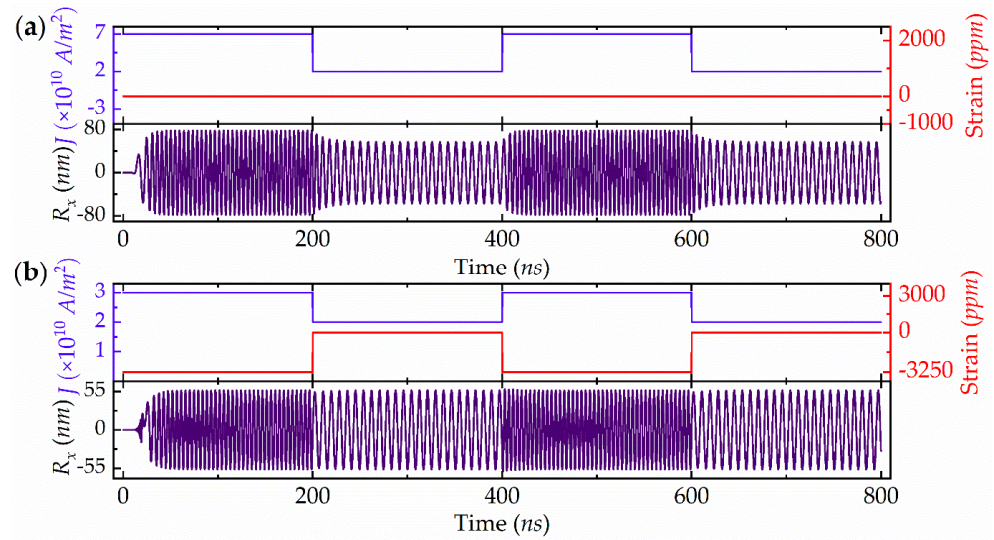 (a)
J (×10¹⁰ A/m²)
7
2
-3
2000
0
-1000
Strain (ppm)
Rₓ (nm)
80
0
-80
0 200 400 600 800
Time (ns)
(b)
J (×10¹⁰ A/m²)
3
2
1
3000
0
-3250
Strain (ppm)
Rₓ (nm)
55
0
-55
0 200 400 600 800
Time (ns)